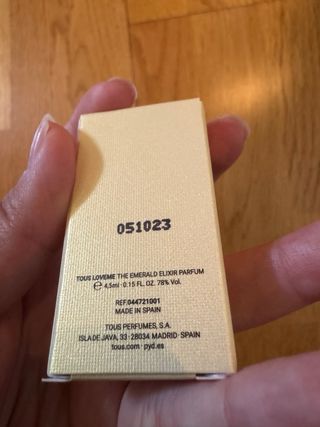 051023
TOUS LOVEME THE EMERALD ELIXIR PARFUM
℮ 4,5ml·0.15 FL. OZ. 78% Vol.
REF.044721001
MADE IN SPAIN
TOUS PERFUMES, S.A.
ISLA DE JAVA, 33·28034 MADRID·SPAIN
tous.com·pyd.es